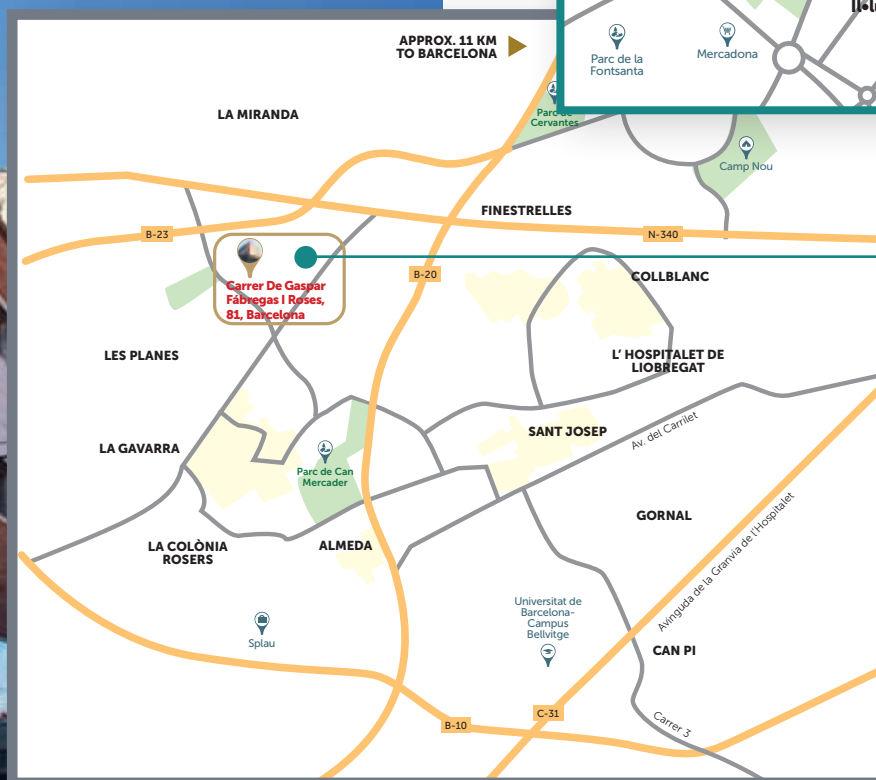 Il•l
Parc de la
Fontsanta
Mercadona
APPROX. 11 KM
TO BARCELONA
Parc de
Cervantes
LA MIRANDA
Camp Nou
FINESTRELLES
B-23
N-340
B-20
COLLBLANC
Carrer De Gaspar
Fábregas I Roses,
81, Barcelona
LES PLANES
L’ HOSPITALET DE
LIOBREGAT
SANT JOSEP
Av. del Carrilet
LA GAVARRA
Parc de Can
Mercader
GORNAL
LA COLÒNIA
ROSERS
ALMEDA
Avinguda de la Granvia de l’Hospitalet
Universitat de
Barcelona-
Campus
Bellvitge
Splau
CAN PI
C-31
B-10
Carrer 3